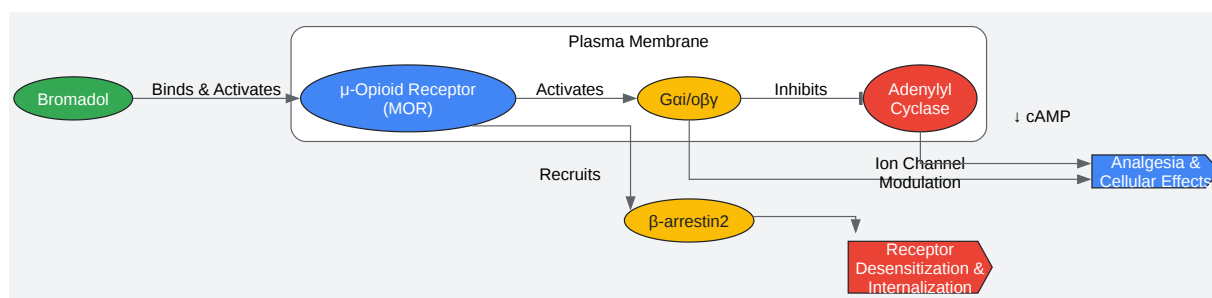 Plasma Membrane
Bromadol
Binds & Activates
μ-Opioid Receptor
(MOR)
Activates
Gαi/oβγ
Inhibits
Adenylyl
Cyclase
↓ cAMP
Ion Channel
Modulation
Analgesia &
Cellular Effects
Recruits
β-arrestin2
Receptor
Desensitization &
Internalization